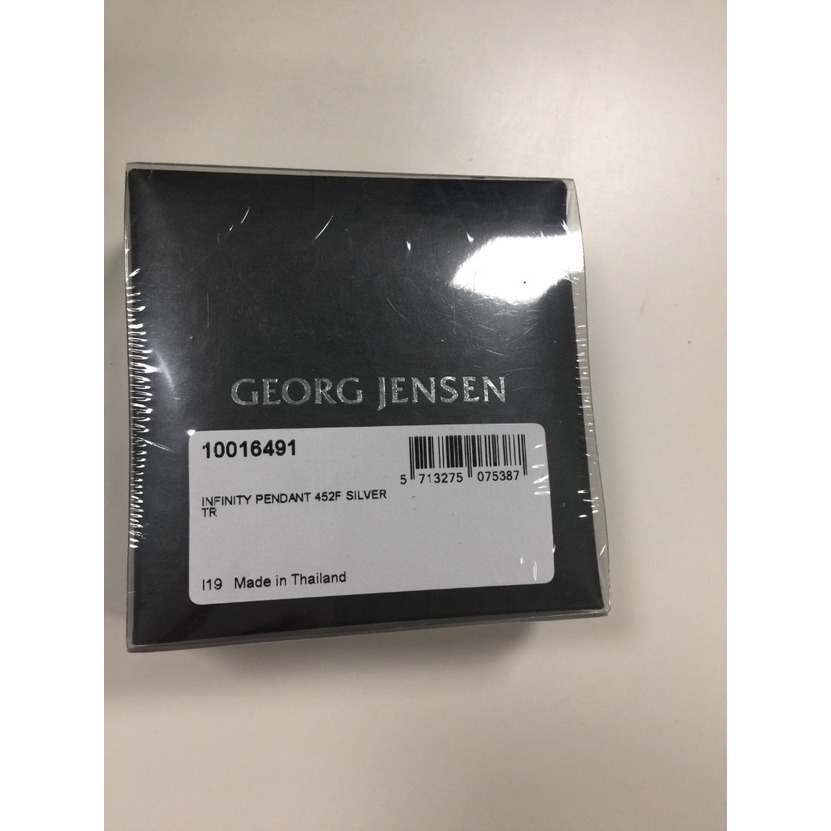 GEORG JENSEN
10016491
5 713275 075387
INFINITY PENDANT 452F SILVER
TR
I19 Made in Thailand